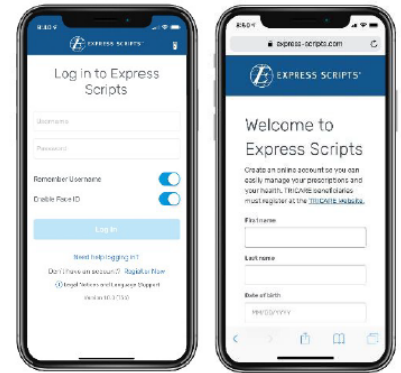 8:40
EXPRESS SCRIPTS®
Log in to Express
Scripts
Username
Password
Remember Username
Enable Face ID
Log In
Need help logging in?
Don't have an account? Register Now
Legal Notices and Language Support
8:50
express-scripts.com
EXPRESS SCRIPTS®
Welcome to
Express Scripts
Create an online account so you can
easily manage your prescriptions and
your health. TRICARE beneficiaries
must register at the TRICARE website.
First name
Last name
Date of birth
MM/DD/YYYY